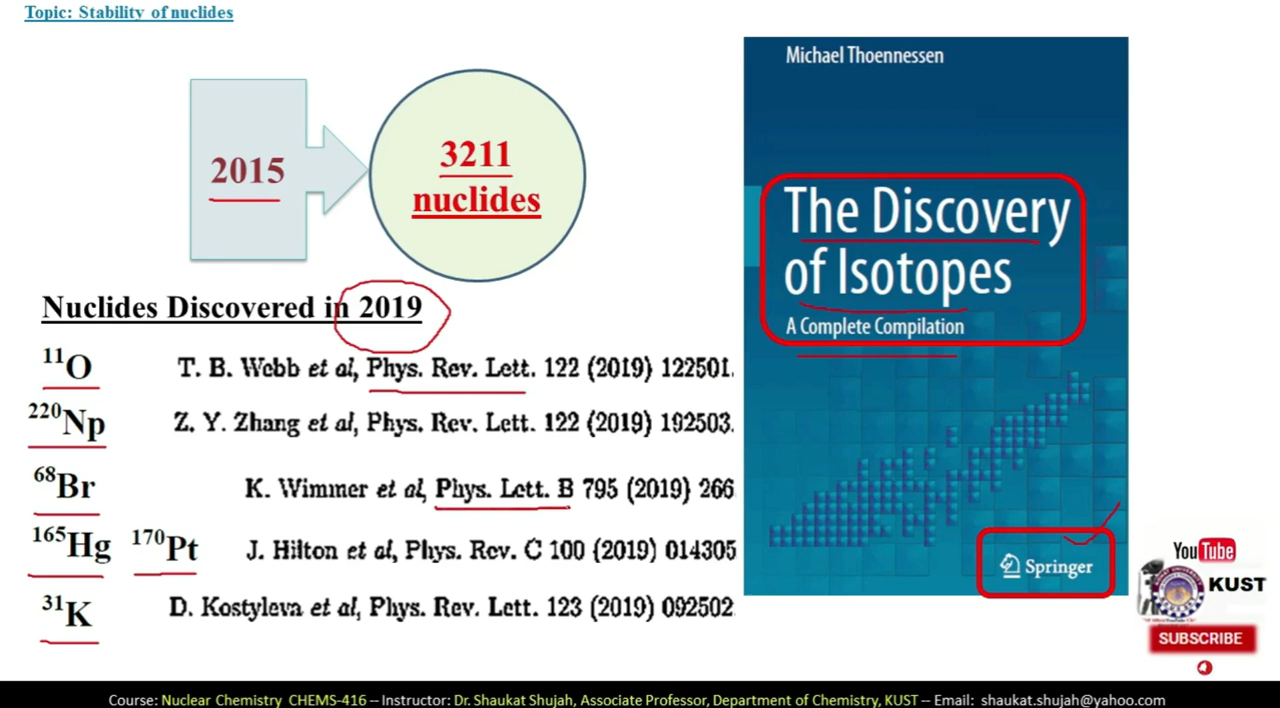 Topic: Stability of nuclides
2015
3211
nuclides
Nuclides Discovered in 2019
¹¹O T. B. Webb et al, Phys. Rev. Lett. 122 (2019) 122501.
²²⁰Np Z. Y. Zhang et al, Phys. Rev. Lett. 122 (2019) 192503.
⁶⁸Br K. Wimmer et al, Phys. Lett. B 795 (2019) 266
¹⁶⁵Hg ¹⁷⁰Pt J. Hilton et al, Phys. Rev. C 100 (2019) 014305
³¹K D. Kostyleva et al, Phys. Rev. Lett. 123 (2019) 092502
Michael Thoennessen
The Discovery
of Isotopes
A Complete Compilation
Springer
YouTube
KUST
SUBSCRIBE
Course: Nuclear Chemistry CHEMS-416 -- Instructor: Dr. Shaukat Shujah, Associate Professor, Department of Chemistry, KUST -- Email: shaukat.shujah@yahoo.com